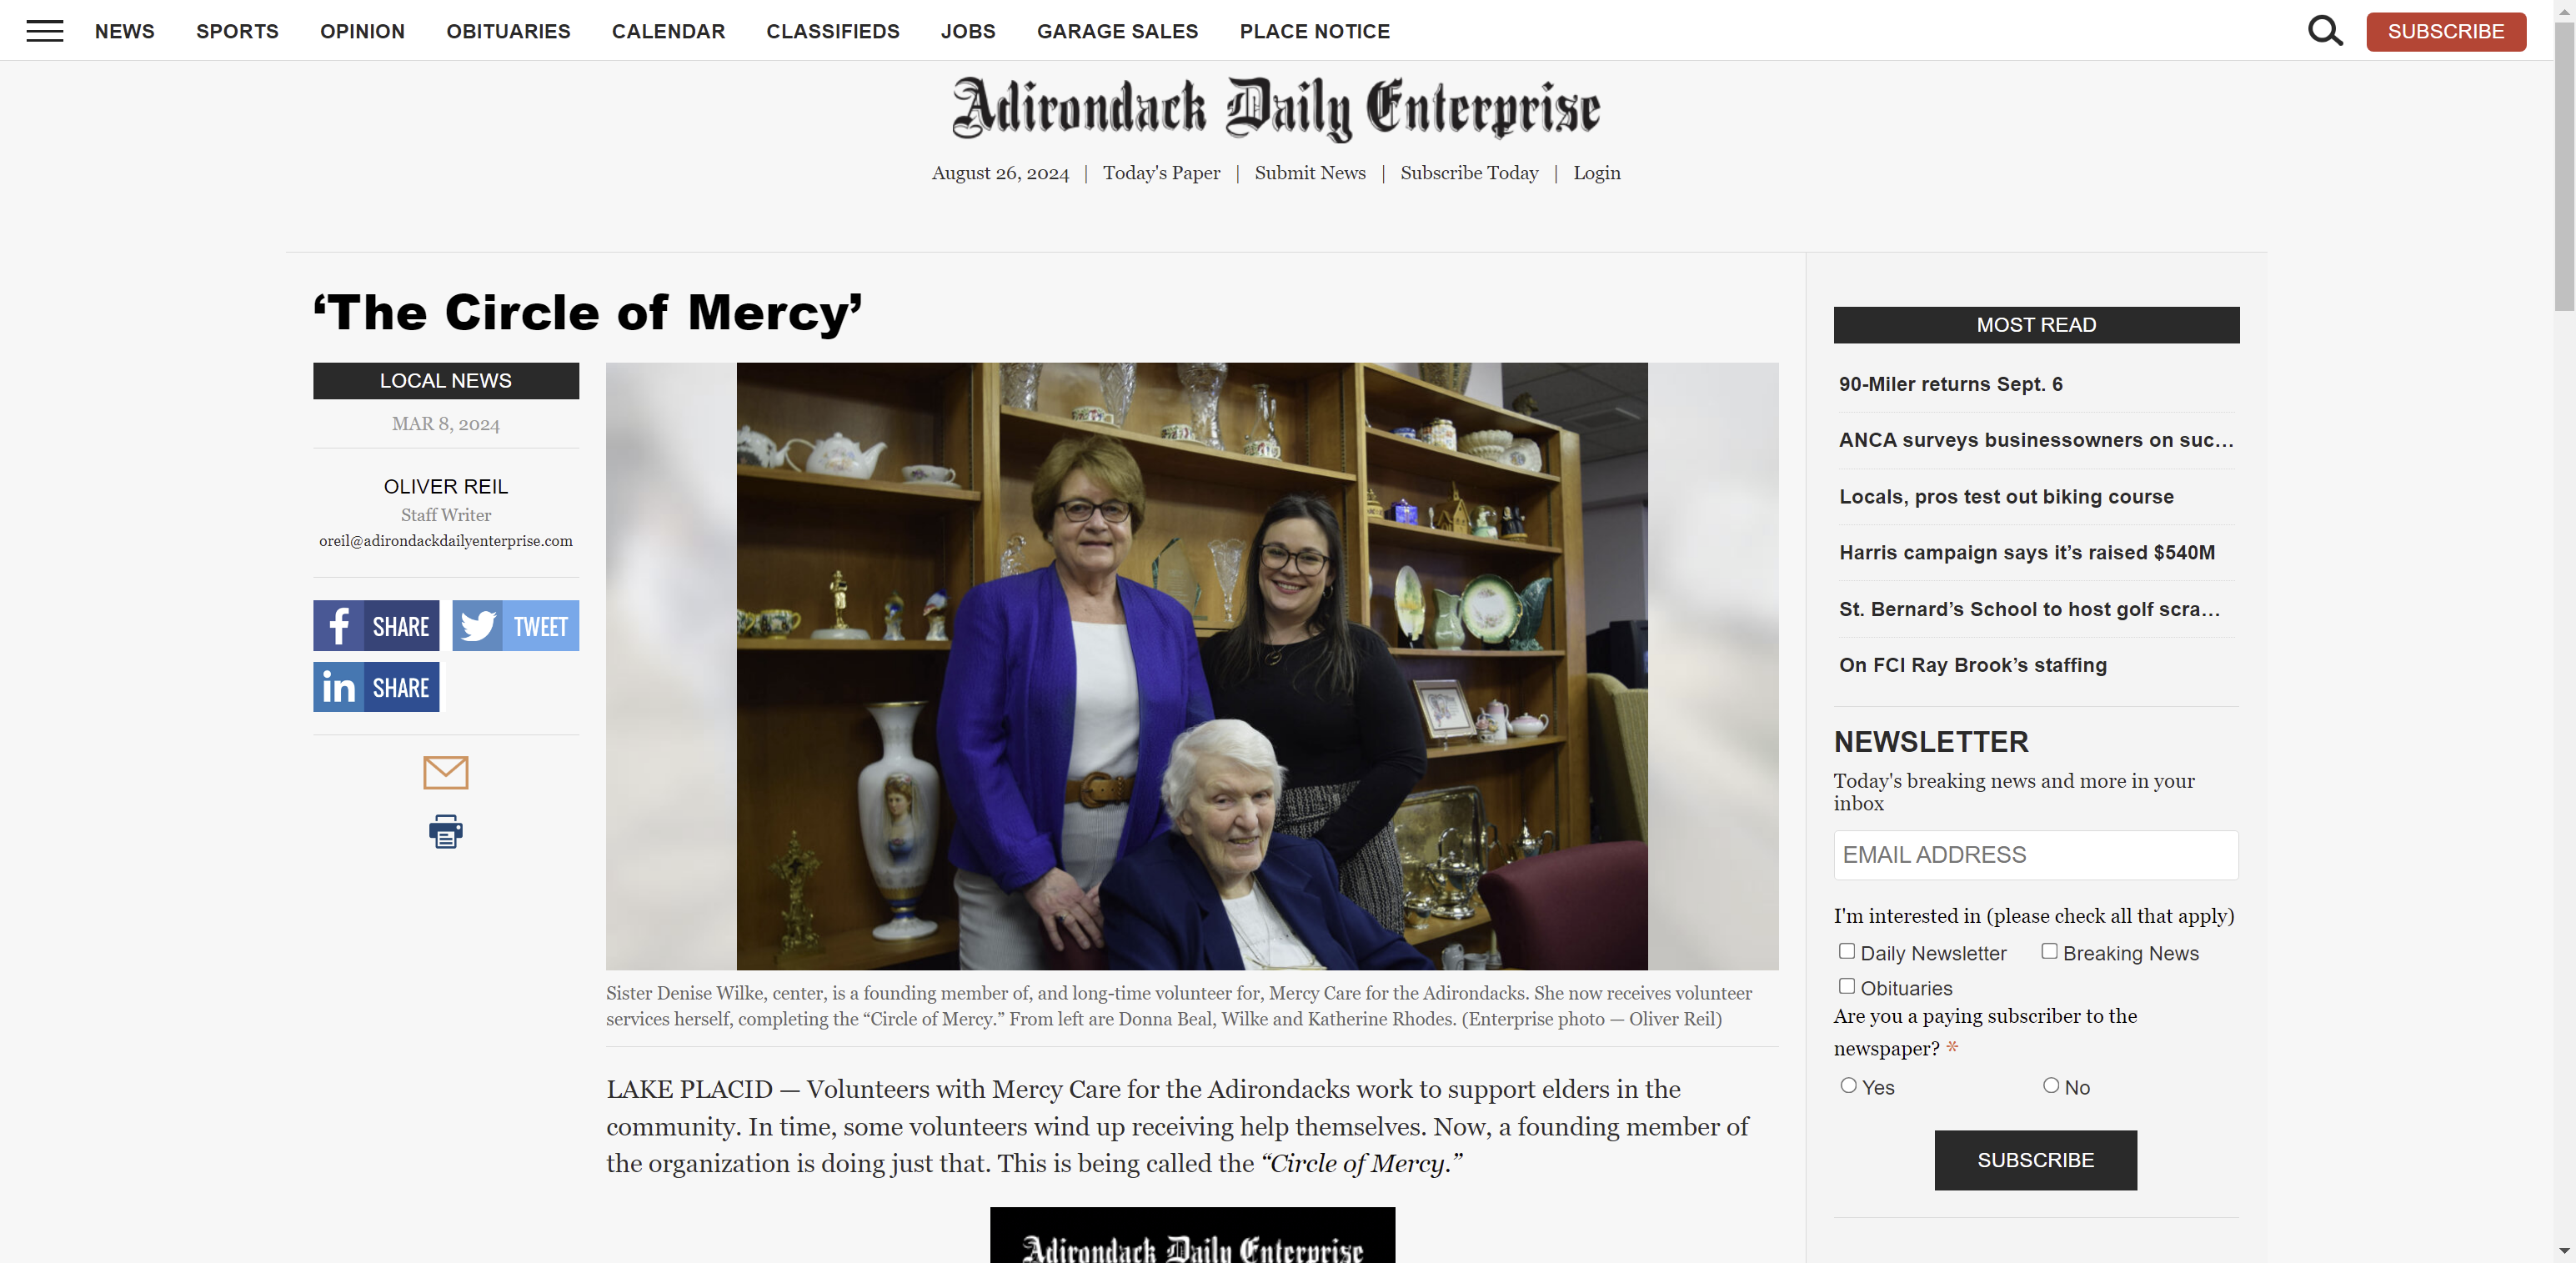 NEWS SPORTS OPINION OBITUARIES CALENDAR CLASSIFIEDS JOBS GARAGE SALES PLACE NOTICE SUBSCRIBE
Adirondack Daily Enterprise
August 26, 2024 | Today's Paper | Submit News | Subscribe Today | Login
‘The Circle of Mercy’
LOCAL NEWS
MAR 8, 2024
OLIVER REIL
Staff Writer
oreil@adirondackdailyenterprise.com
f SHARE TWEET
in SHARE
Sister Denise Wilke, center, is a founding member of, and long-time volunteer for, Mercy Care for the Adirondacks. She now receives volunteer
services herself, completing the “Circle of Mercy.” From left are Donna Beal, Wilke and Katherine Rhodes. (Enterprise photo — Oliver Reil)
LAKE PLACID — Volunteers with Mercy Care for the Adirondacks work to support elders in the
community. In time, some volunteers wind up receiving help themselves. Now, a founding member of
the organization is doing just that. This is being called the “Circle of Mercy.”
Adirondack Daily Enterprise
MOST READ
90-Miler returns Sept. 6
ANCA surveys businessowners on suc...
Locals, pros test out biking course
Harris campaign says it’s raised $540M
St. Bernard’s School to host golf scra...
On FCI Ray Brook’s staffing
NEWSLETTER
Today's breaking news and more in your
inbox
EMAIL ADDRESS
I'm interested in (please check all that apply)
Daily Newsletter Breaking News
Obituaries
Are you a paying subscriber to the
newspaper? *
Yes No
SUBSCRIBE